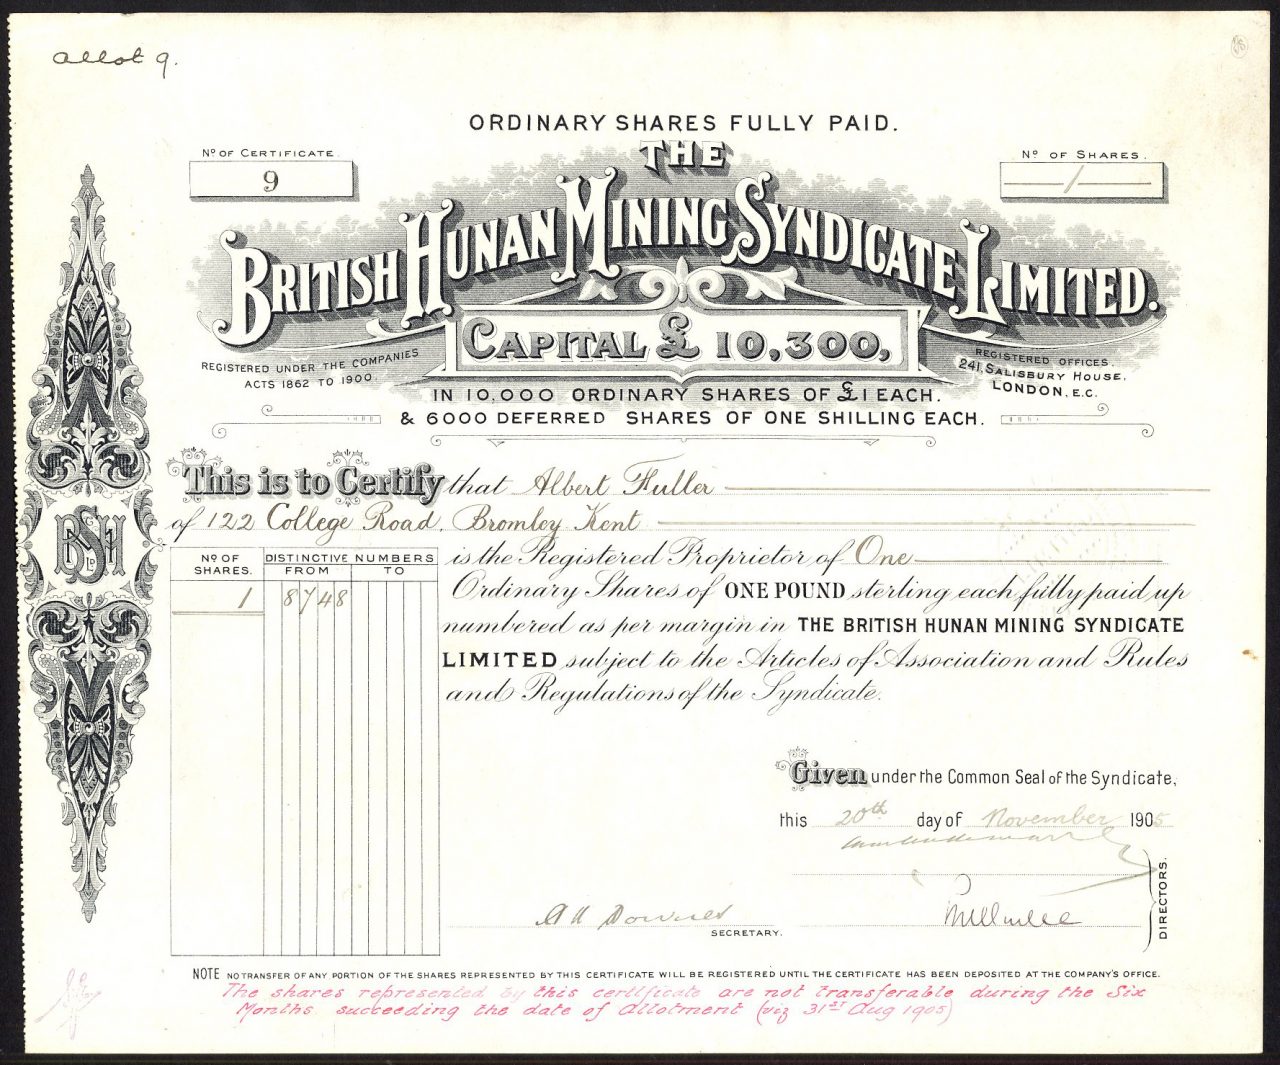 allot 9.
ORDINARY SHARES FULLY PAID.
Nº OF CERTIFICATE.
9
Nº OF SHARES.
1
THE
BRITISH HUNAN MINING SYNDICATE LIMITED.
CAPITAL £ 10,300,
REGISTERED UNDER THE COMPANIES
ACTS 1862 TO 1900.
REGISTERED OFFICES.
241, SALISBURY HOUSE.
LONDON, E.C.
IN 10,000 ORDINARY SHARES OF £1 EACH.
& 6000 DEFERRED SHARES OF ONE SHILLING EACH.
This is to Certify that Albert Fuller
of 122 College Road, Bromley Kent
is the Registered Proprietor of One
Ordinary Shares of ONE POUND sterling each fully paid up
numbered as per margin in THE BRITISH HUNAN MINING SYNDICATE
LIMITED subject to the Articles of Association and Rules
and Regulations of the Syndicate.
BHS
Lᴰ
Nº OF SHARES.
DISTINCTIVE NUMBERS
FROM TO
1 8748
Given under the Common Seal of the Syndicate,
this 20th day of November 1905
DIRECTORS.
SECRETARY.
NOTE NO TRANSFER OF ANY PORTION OF THE SHARES REPRESENTED BY THIS CERTIFICATE WILL BE REGISTERED UNTIL THE CERTIFICATE HAS BEEN DEPOSITED AT THE COMPANY'S OFFICE.
The shares represented by this certificate are not transferable during the Six
Months succeeding the date of Allotment (viz 31ST Aug 1905)